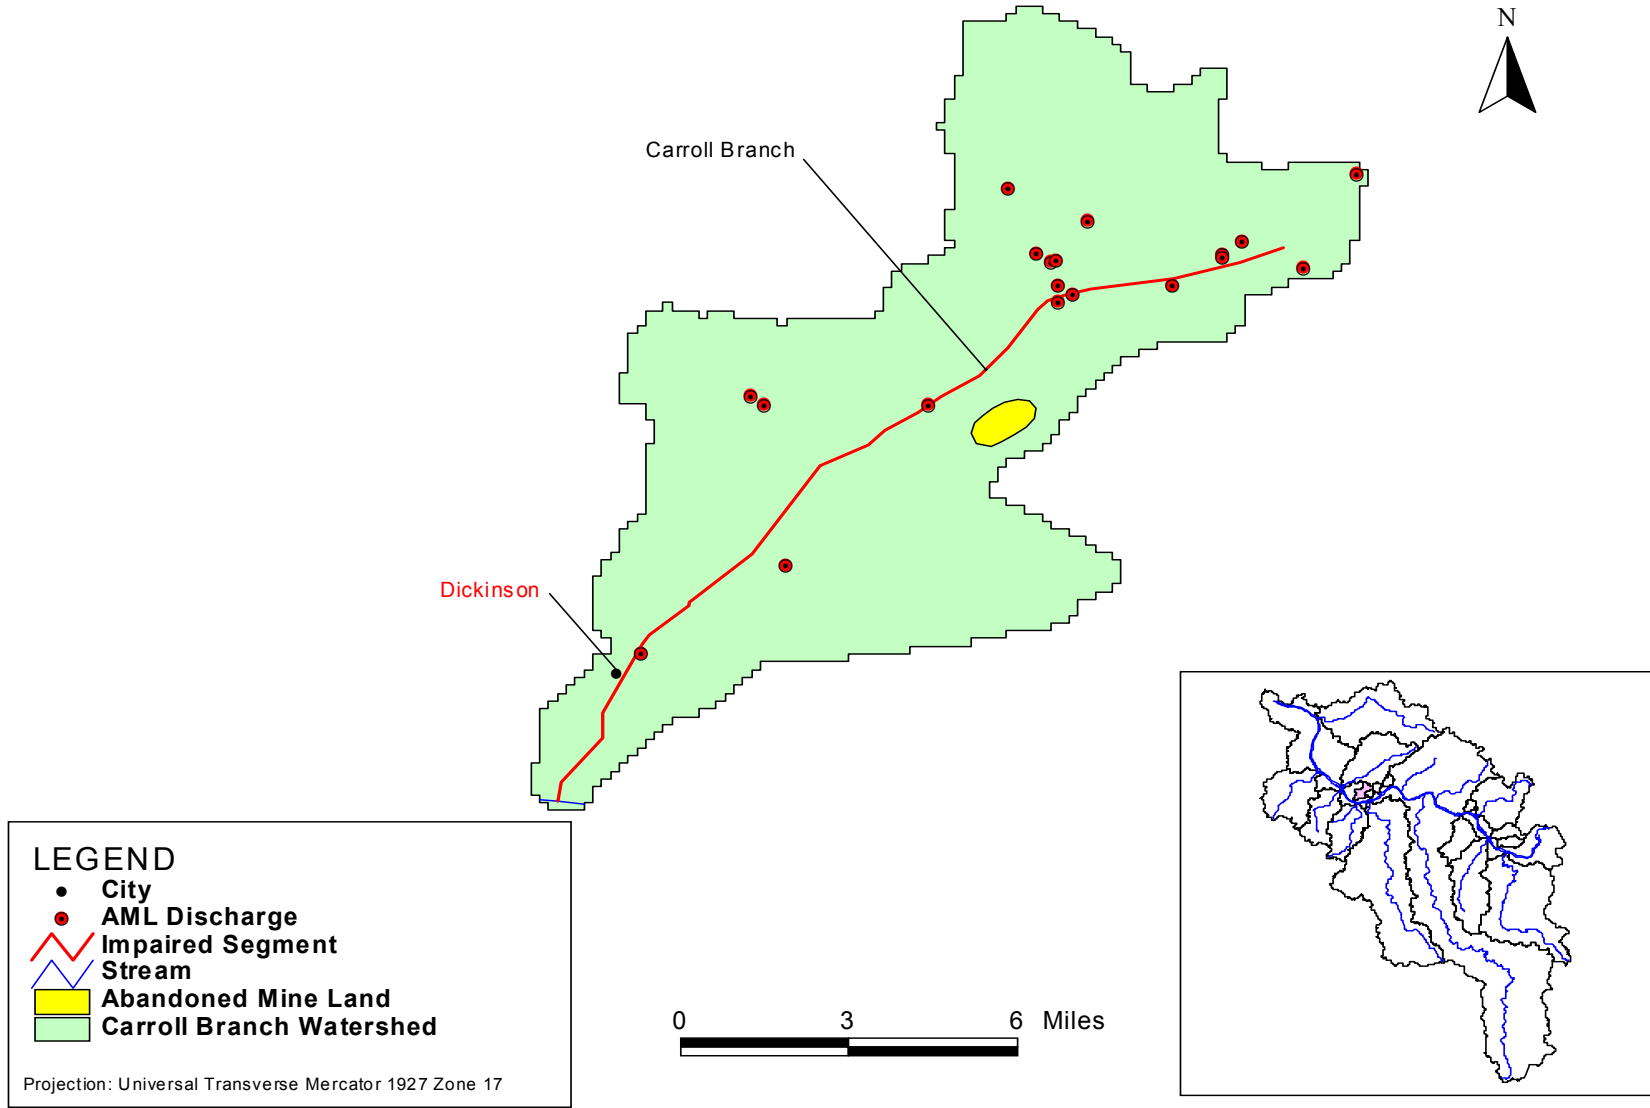 N
Carroll Branch
Dickinson
LEGEND
City
AML Discharge
Impaired Segment
Stream
Abandoned Mine Land
Carroll Branch Watershed
Projection: Universal Transverse Mercator 1927 Zone 17
0 3 6 Miles